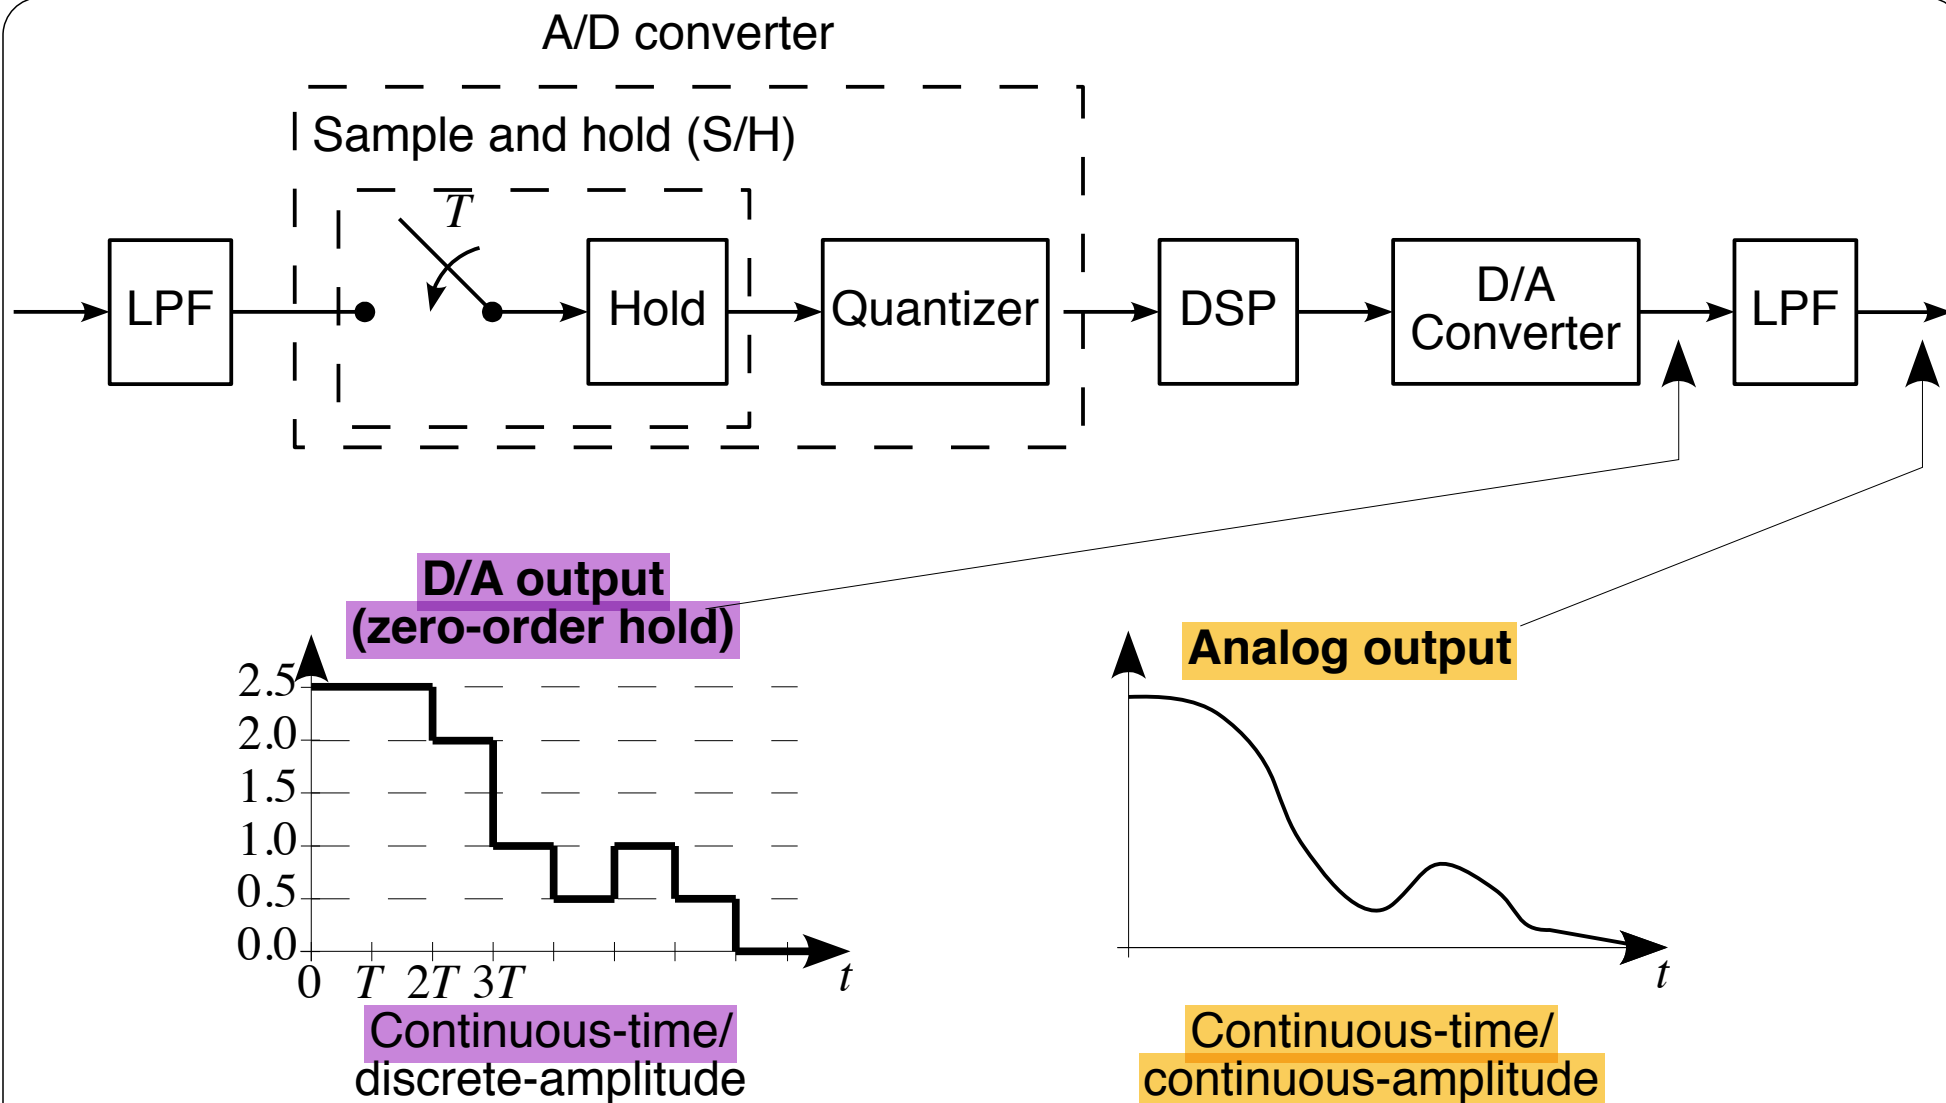 A/D converter
Sample and hold (S/H)
T
LPF
Hold
Quantizer
DSP
D/A
Converter
LPF
D/A output
(zero-order hold)
Analog output
2.5
2.0
1.5
1.0
0.5
0.0
0 T 2T 3T t
t
Continuous-time/
discrete-amplitude
Continuous-time/
continuous-amplitude